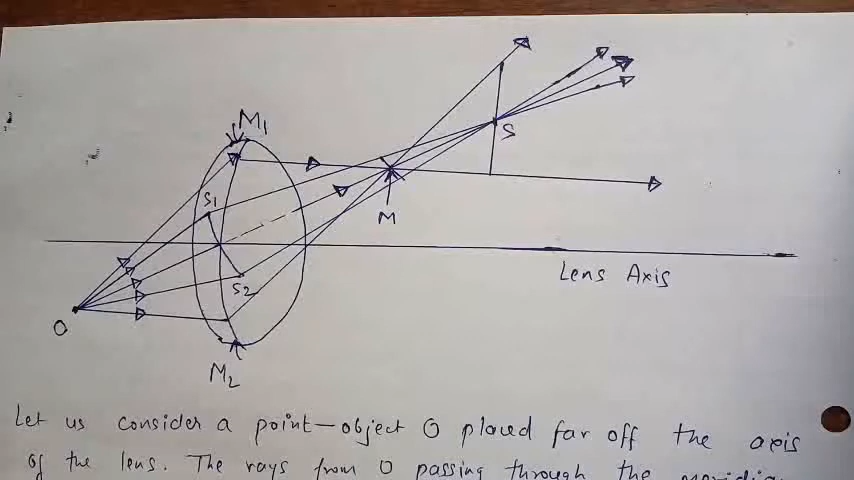 M1
S1
S
M
Lens Axis
S2
O
M2
Let us consider a point-object O placed far off the axis
of the lens. The rays from O passing through the